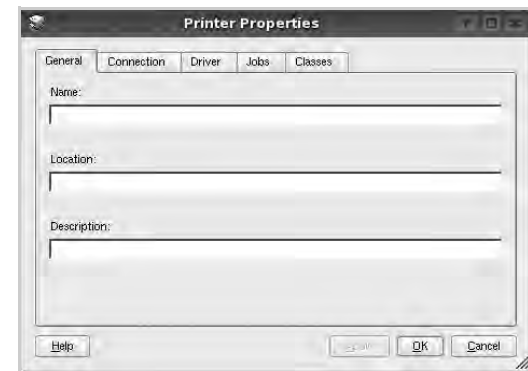 Printer Properties
General Connection Driver Jobs Classes
Name:
Location:
Description:
Help OK Cancel